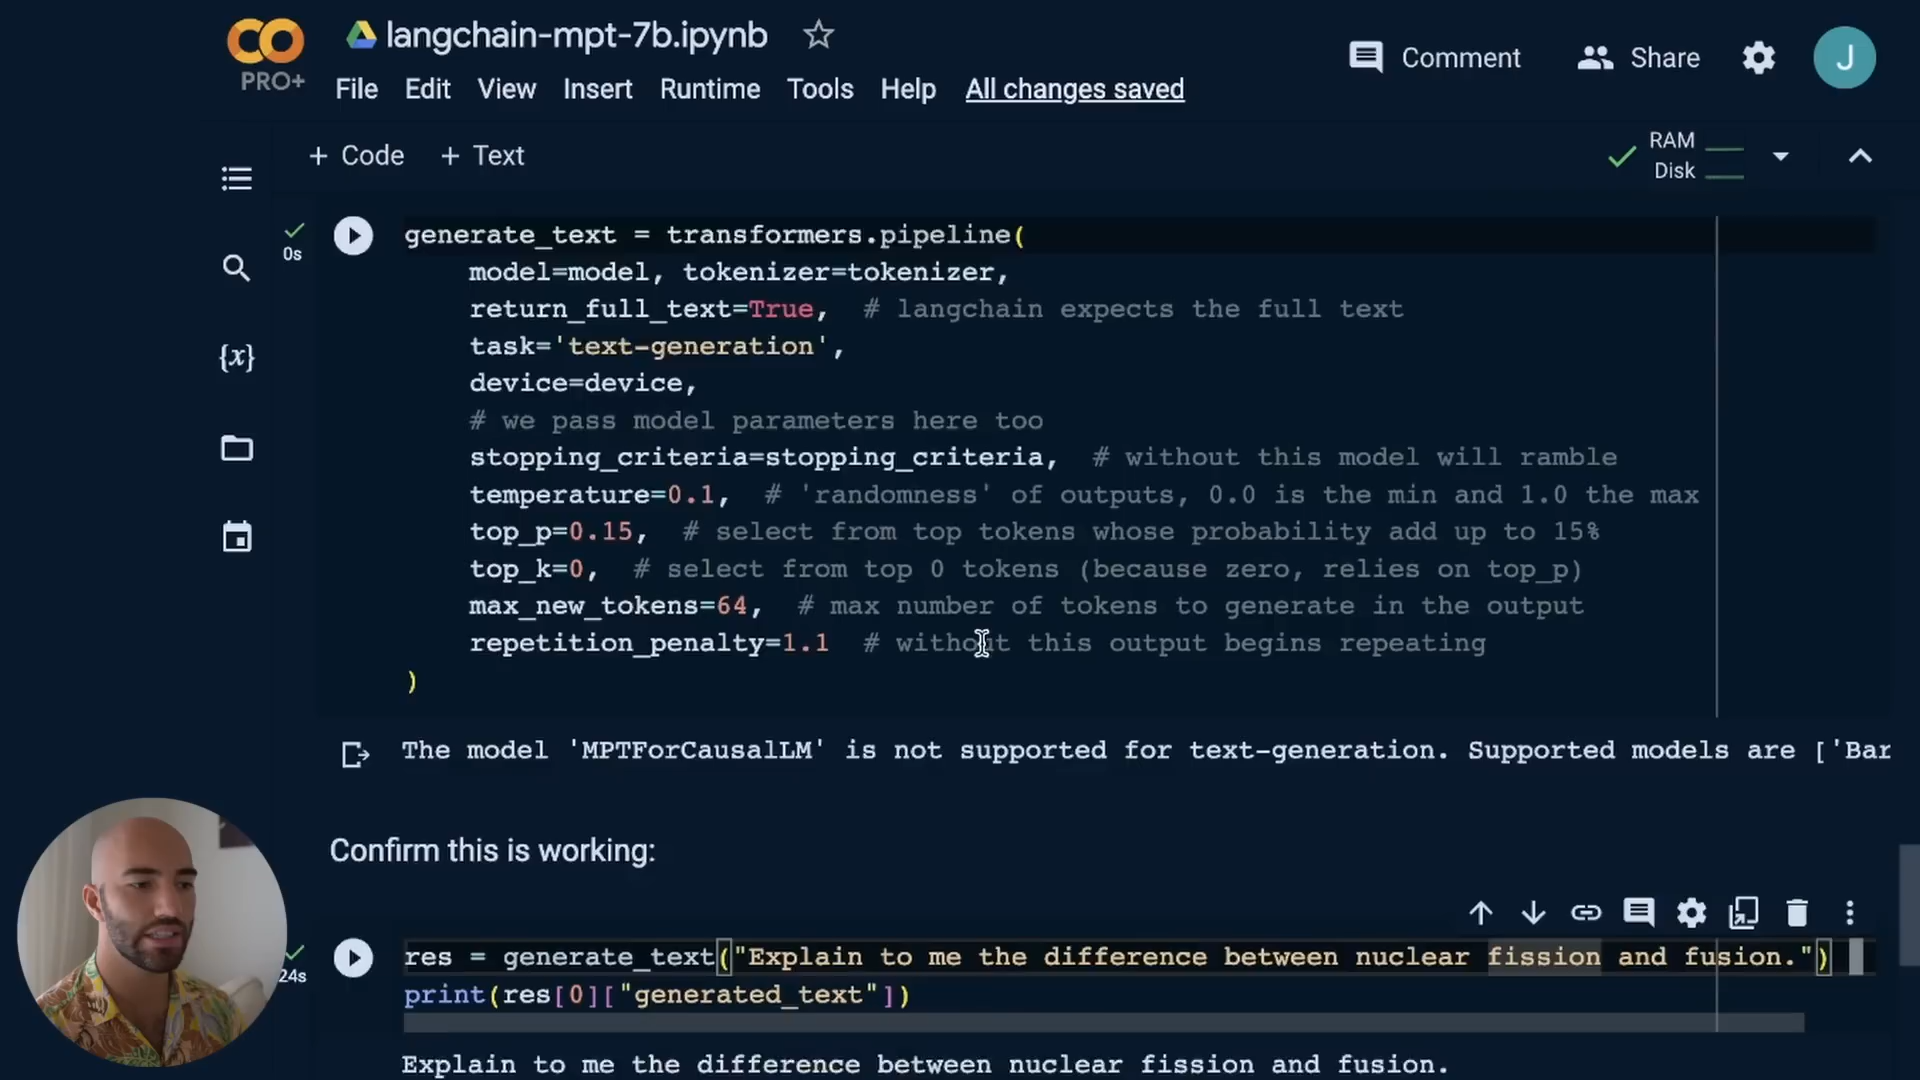 langchain-mpt-7b.ipynb
PRO+
File Edit View Insert Runtime Tools Help All changes saved
Comment Share J
+ Code + Text
RAM
Disk
generate_text = transformers.pipeline(
model=model, tokenizer=tokenizer,
return_full_text=True,  # langchain expects the full text
task='text-generation',
device=device,
# we pass model parameters here too
stopping_criteria=stopping_criteria,  # without this model will ramble
temperature=0.1,  # 'randomness' of outputs, 0.0 is the min and 1.0 the max
top_p=0.15,  # select from top tokens whose probability add up to 15%
top_k=0,  # select from top 0 tokens (because zero, relies on top_p)
max_new_tokens=64,  # max number of tokens to generate in the output
repetition_penalty=1.1  # without this output begins repeating
)
0s
{x}
The model 'MPTForCausalLM' is not supported for text-generation. Supported models are ['Bar
Confirm this is working:
res = generate_text("Explain to me the difference between nuclear fission and fusion.")
print(res[0]["generated_text"])
24s
Explain to me the difference between nuclear fission and fusion.